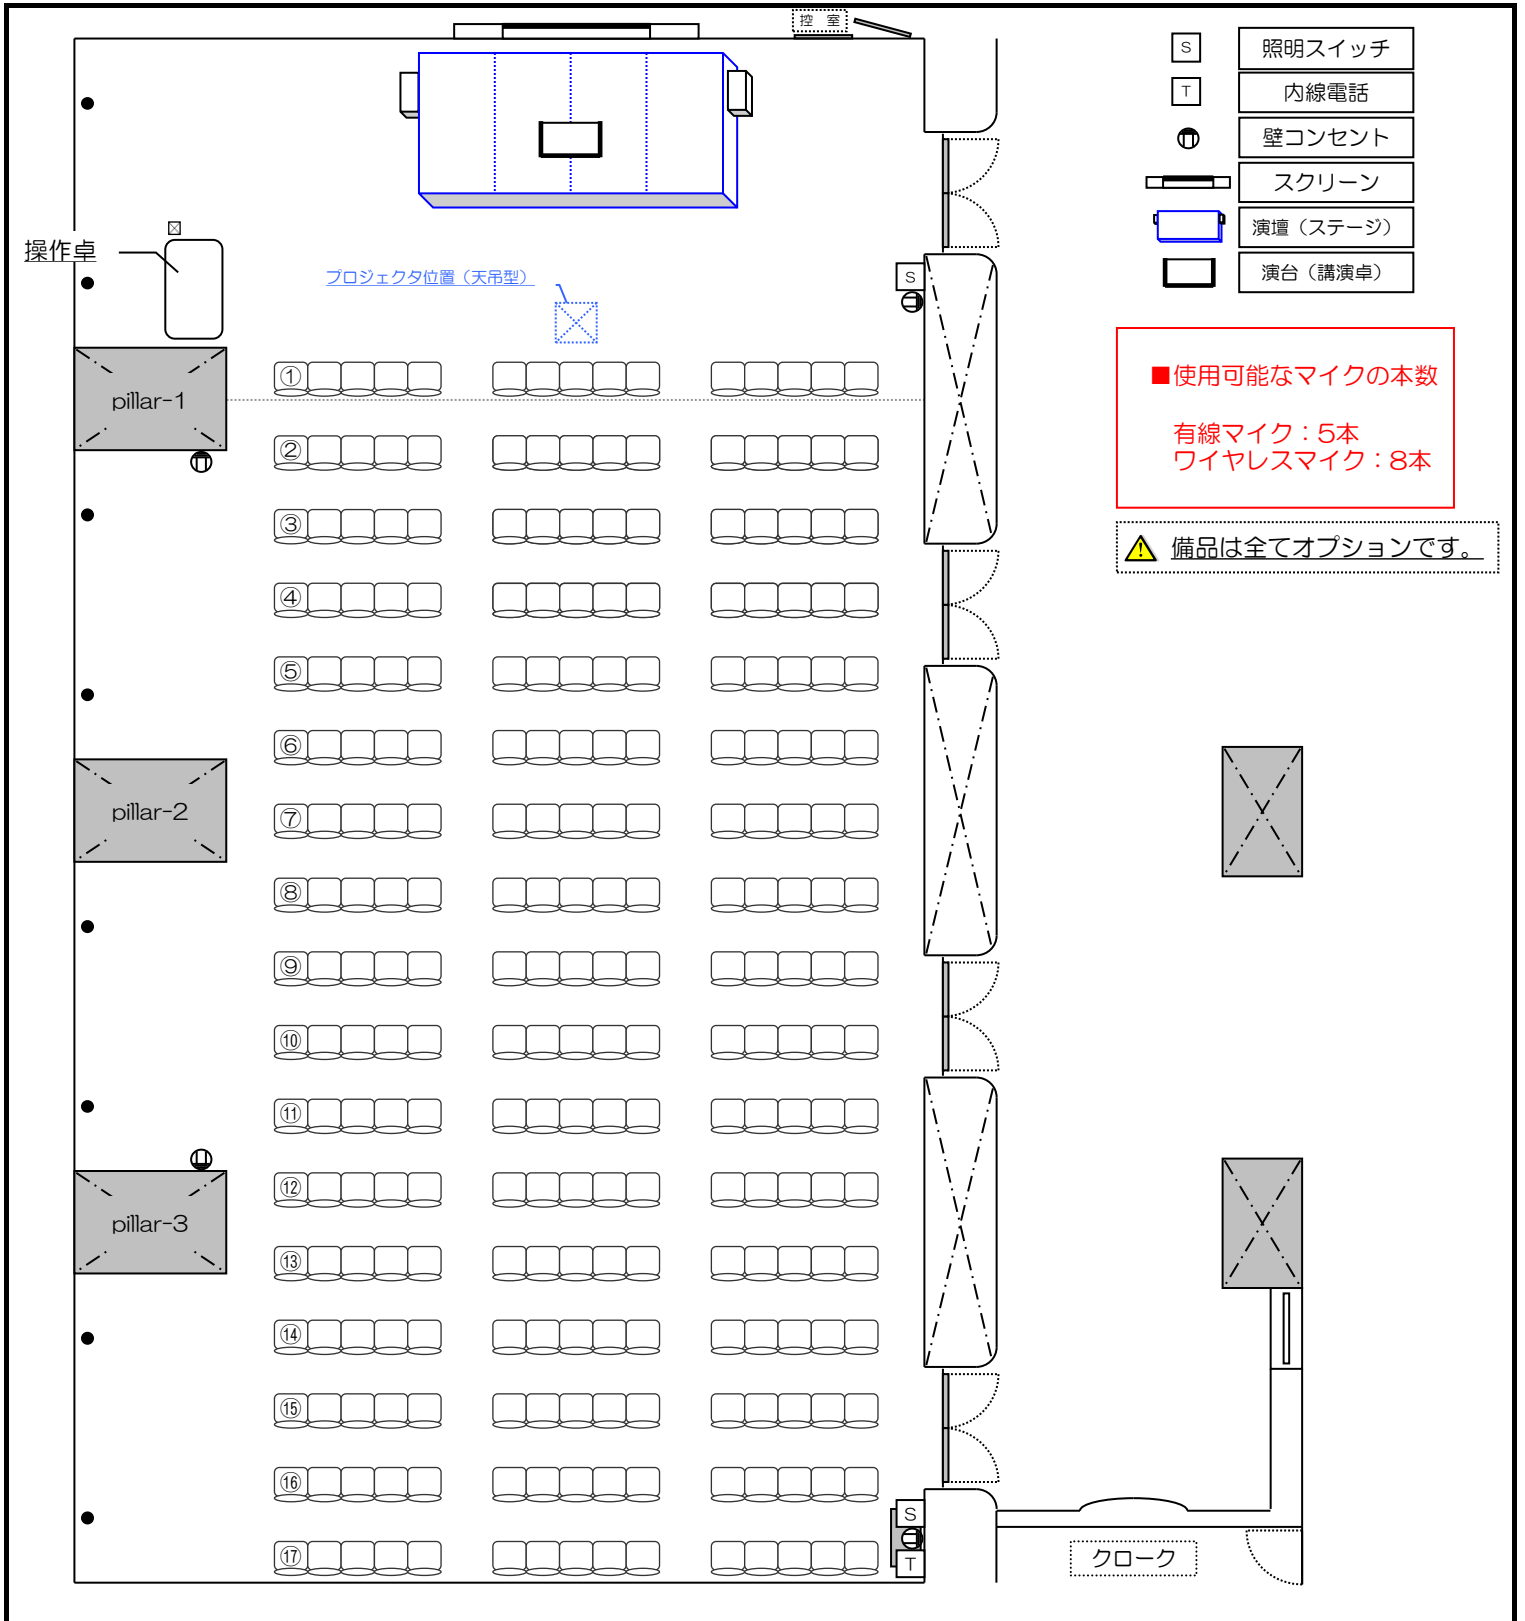 控 室
S
照明スイッチ
T
内線電話
壁コンセント
スクリーン
演壇（ステージ）
演台（講演卓）
操作卓
プロジェクタ位置（天吊型）
S
■使用可能なマイクの本数
有線マイク：5本
ワイヤレスマイク：8本
備品は全てオプションです。
pillar-1
pillar-2
pillar-3
①
②
③
④
⑤
⑥
⑦
⑧
⑨
⑩
⑪
⑫
⑬
⑭
⑮
⑯
⑰
S
T
クローク